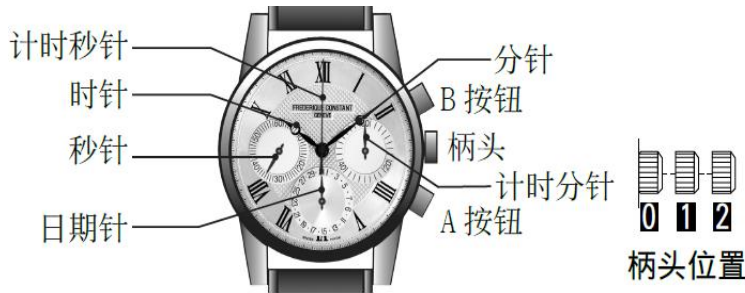 计时秒针
时针
秒针
日期针
分针
B 按钮
柄头
计时分针
A 按钮
FREDERIQUE CONSTANT
GENEVE
XII
0 1 2
柄头位置